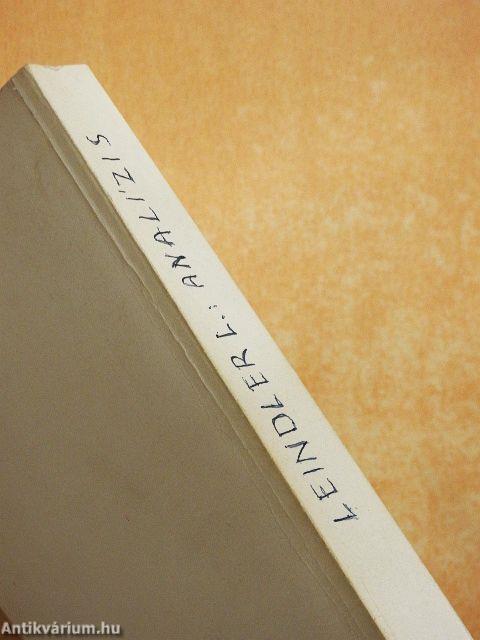 LEINDLER L.: ANALÍZIS
Antikvárium.hu